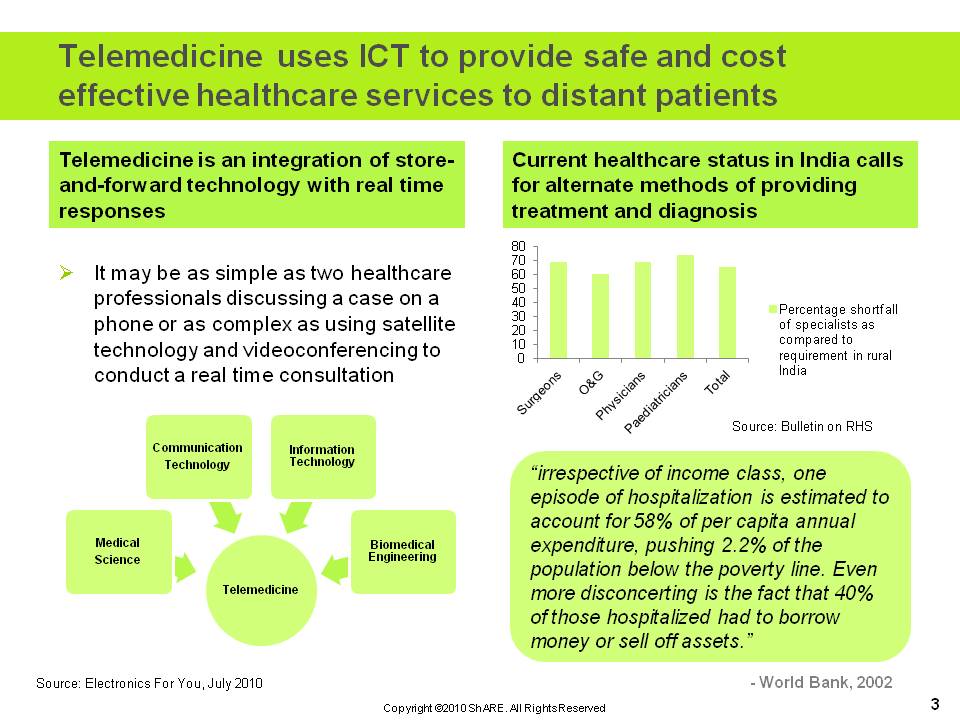 Telemedicine uses ICT to provide safe and cost
effective healthcare services to distant patients
Telemedicine is an integration of store-
and-forward technology with real time
responses
It may be as simple as two healthcare
professionals discussing a case on a
phone or as complex as using satellite
technology and videoconferencing to
conduct a real time consultation
Communication
Technology
Information
Technology
Medical
Science
Biomedical
Engineering
Telemedicine
Source: Electronics For You, July 2010
Current healthcare status in India calls
for alternate methods of providing
treatment and diagnosis
80
70
60
50
40
30
20
10
0
Surgeons
O&G
Physicians
Paediatricians
Total
Percentage shortfall
of specialists as
compared to
requirement in rural
India
Source: Bulletin on RHS
“irrespective of income class, one
episode of hospitalization is estimated to
account for 58% of per capita annual
expenditure, pushing 2.2% of the
population below the poverty line. Even
more disconcerting is the fact that 40%
of those hospitalized had to borrow
money or sell off assets.”
- World Bank, 2002
Copyright ©2010 ShARE. All Rights Reserved
3